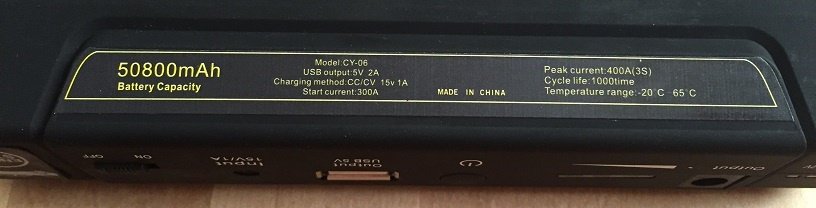 50800mAh
Battery Capacity
Model:CY-06
USB output:5V 2A
Charging method:CC/CV 15v 1A
Start current:300A
MADE IN CHINA
Peak current:400A(3S)
Cycle life:1000time
Temperature range:-20℃ 65℃
OFF
ON
Input
15V/1A
Output
USB 5V
Output